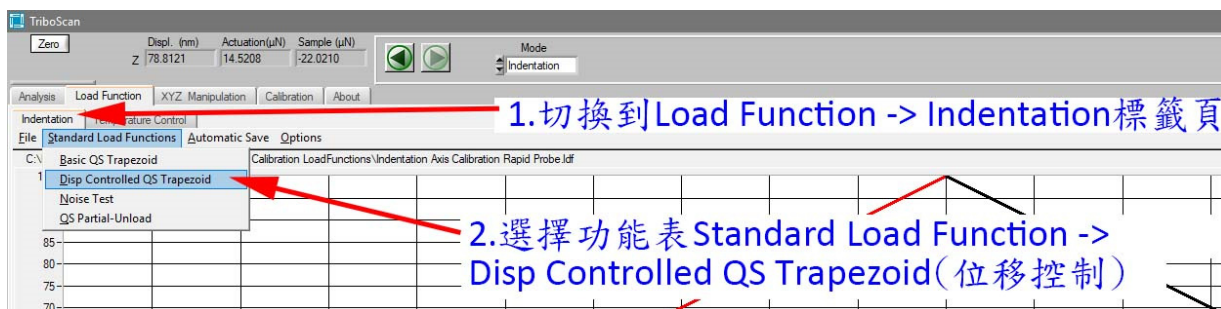 TriboScan
Zero
Displ. (nm) Actuation(µN) Sample (µN)
Z 78.8121 14.5208 -22.0210
Mode
Indentation
Analysis Load Function XYZ Manipulation Calibration About
Indentation Temperature Control
1.切換到Load Function -> Indentation標籤頁
File Standard Load Functions Automatic Save Options
C:\ Calibration LoadFunctions\Indentation Axis Calibration Rapid Probe.ldf
Basic QS Trapezoid
Disp Controlled QS Trapezoid
Noise Test
QS Partial-Unload
2.選擇功能表Standard Load Function ->
Disp Controlled QS Trapezoid(位移控制)
85
80
75
70